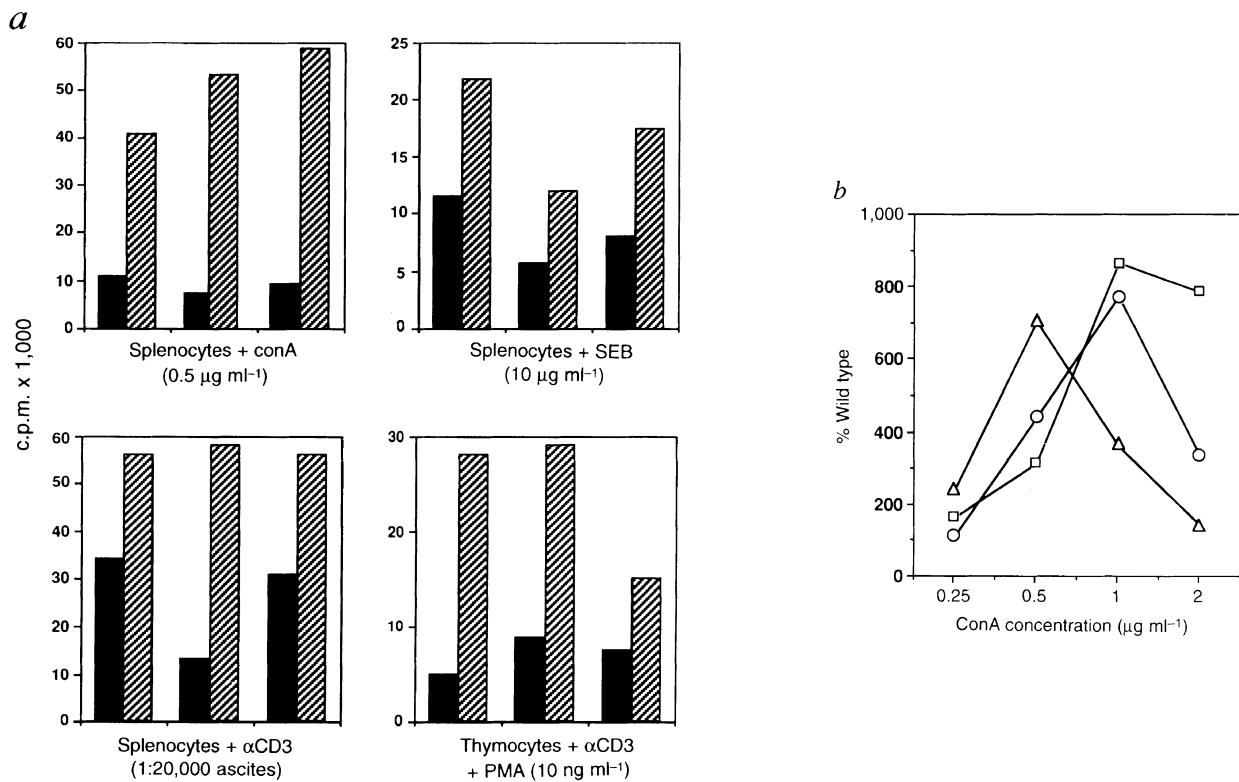 a
c.p.m. x 1,000
60
50
40
30
20
10
0
Splenocytes + conA
(0.5 µg ml⁻¹)
25
20
15
10
5
0
Splenocytes + SEB
(10 µg ml⁻¹)
60
50
40
30
20
10
0
Splenocytes + αCD3
(1:20,000 ascites)
30
20
10
0
Thymocytes + αCD3
+ PMA (10 ng ml⁻¹)
b
% Wild type
1,000
800
600
400
200
0
0.25 0.5 1 2
ConA concentration (µg ml⁻¹)